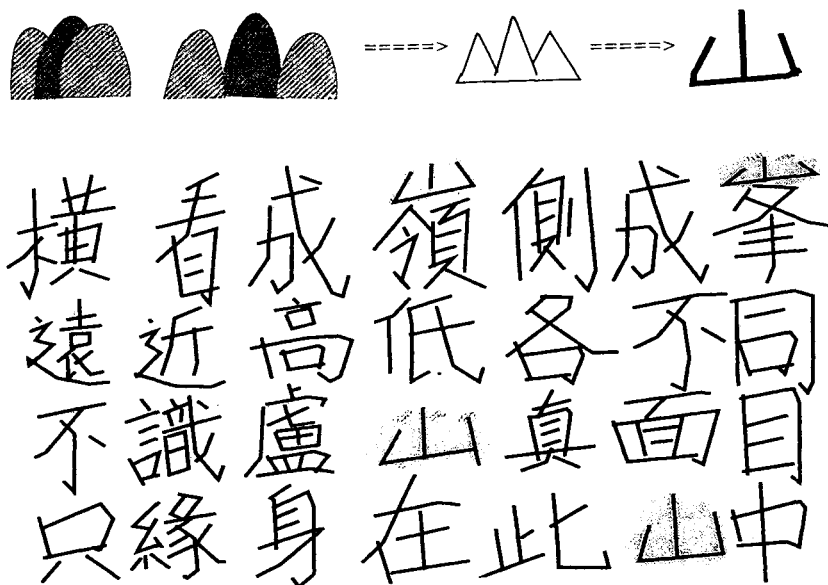 =====> =====> 山
橫看成嶺側成峯
遠近高低各不同
不識盧山真面目
只緣身在此山中